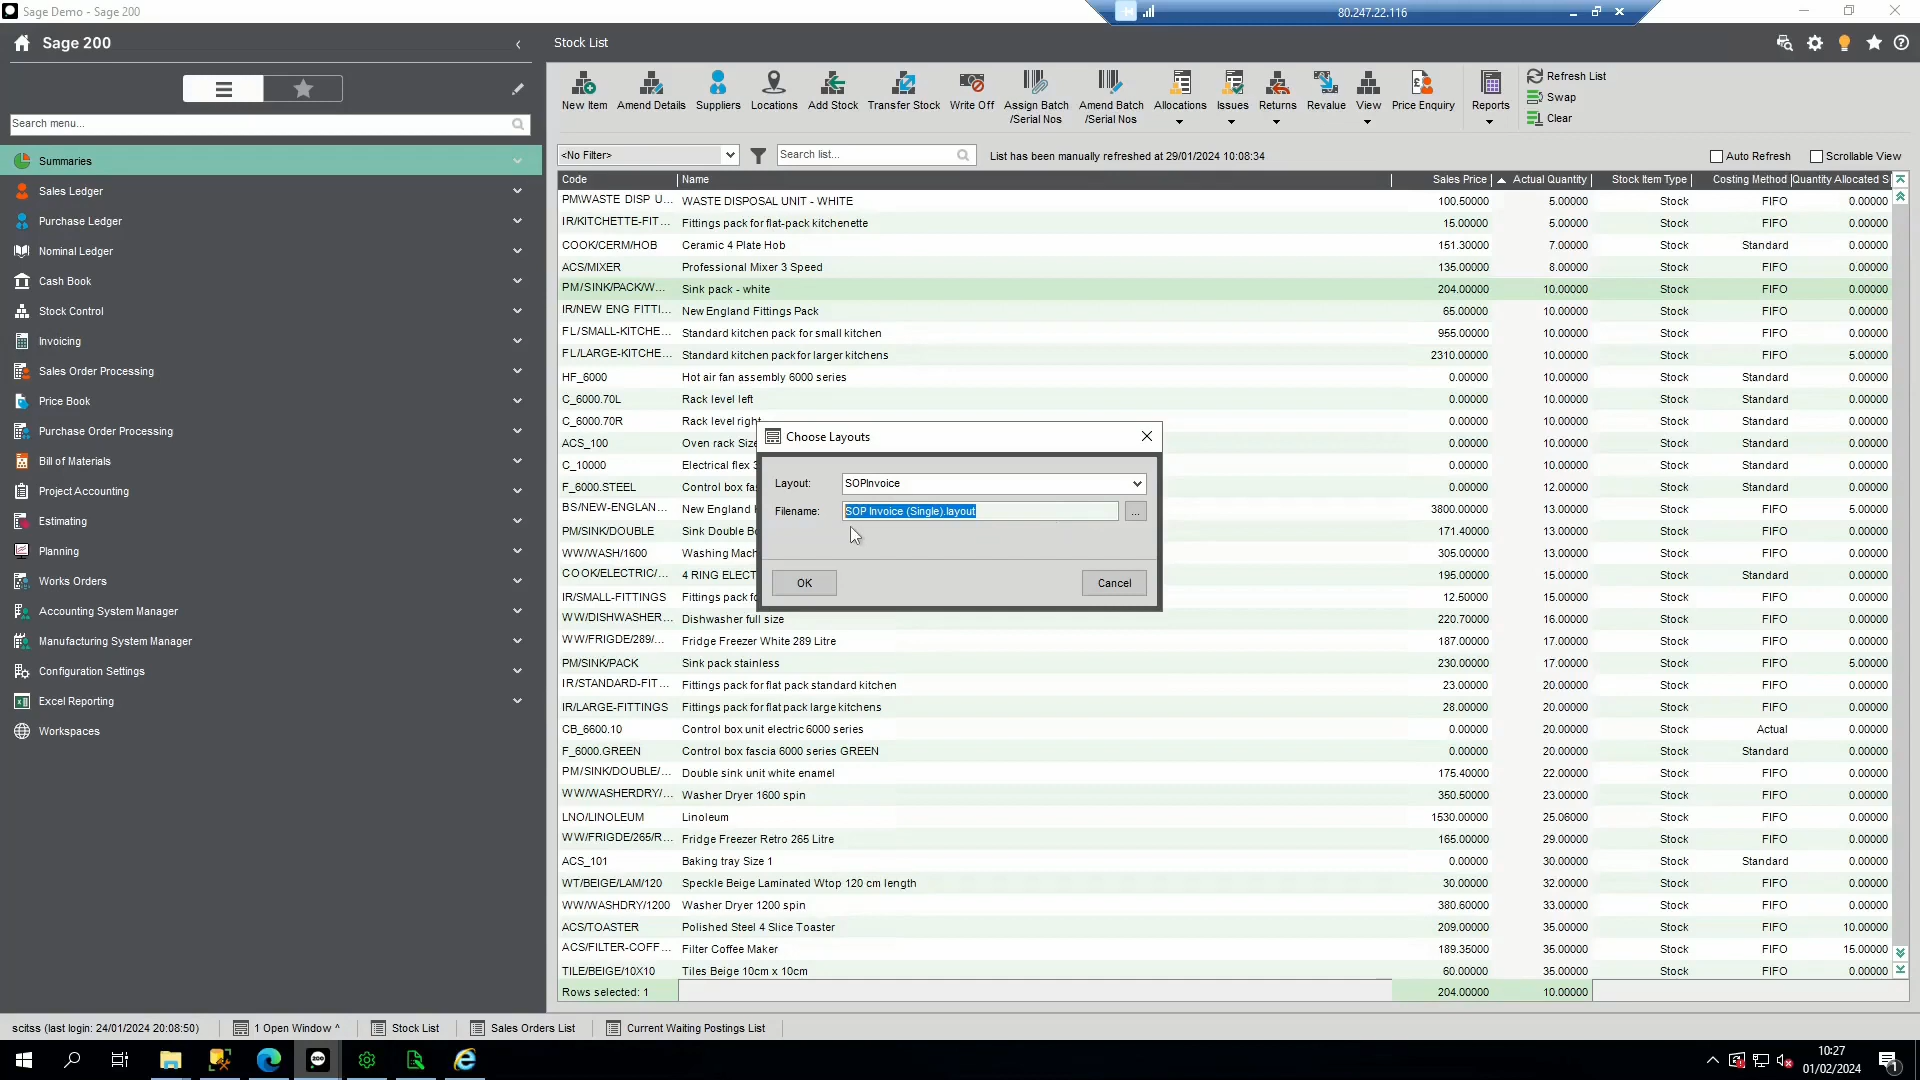 Sage Demo - Sage 200
80.247.22.116
Sage 200
Search menu...
Summaries
Sales Ledger
Purchase Ledger
Nominal Ledger
Cash Book
Stock Control
Invoicing
Sales Order Processing
Price Book
Purchase Order Processing
Bill of Materials
Project Accounting
Estimating
Planning
Works Orders
Accounting System Manager
Manufacturing System Manager
Configuration Settings
Excel Reporting
Workspaces
Stock List
New Item Amend Details Suppliers Locations Add Stock Transfer Stock Write Off Assign Batch /Serial Nos Amend Batch /Serial Nos Allocations Issues Returns Revalue View Price Enquiry Reports
Refresh List
Swap
Clear
<No Filter> Search list... List has been manually refreshed at 29/01/2024 10:08:34 Auto Refresh Scrollable View
Code Name Sales Price Actual Quantity Stock Item Type Costing Method Quantity Allocated S
PM\WASTE DISP U... WASTE DISPOSAL UNIT - WHITE 100.50000 5.00000 Stock FIFO 0.00000
IR/KITCHETTE-FIT... Fittings pack for flat-pack kitchenette 15.00000 5.00000 Stock FIFO 0.00000
COOK/CERM/HOB Ceramic 4 Plate Hob 151.30000 7.00000 Stock Standard 0.00000
ACS/MIXER Professional Mixer 3 Speed 135.00000 8.00000 Stock FIFO 0.00000
PM/SINK/PACK/W... Sink pack - white 204.00000 10.00000 Stock FIFO 0.00000
IR/NEW ENG FITTI... New England Fittings Pack 65.00000 10.00000 Stock FIFO 0.00000
FL/SMALL-KITCHE... Standard kitchen pack for small kitchen 955.00000 10.00000 Stock FIFO 0.00000
FL/LARGE-KITCHE... Standard kitchen pack for larger kitchens 2310.00000 10.00000 Stock FIFO 5.00000
HF_6000 Hot air fan assembly 6000 series 0.00000 10.00000 Stock Standard 0.00000
C_6000.70L Rack level left 0.00000 10.00000 Stock Standard 0.00000
C_6000.70R Rack level right 0.00000 10.00000 Stock Standard 0.00000
ACS_100 Oven rack Size 0.00000 10.00000 Stock Standard 0.00000
C_10000 Electrical flex 0.00000 10.00000 Stock Standard 0.00000
F_6000.STEEL Control box fa 0.00000 12.00000 Stock Standard 0.00000
BS/NEW-ENGLAN... New England 3800.00000 13.00000 Stock FIFO 5.00000
PM/SINK/DOUBLE Sink Double Bo 171.40000 13.00000 Stock FIFO 0.00000
WW/WASH/1600 Washing Mach 305.00000 13.00000 Stock FIFO 0.00000
COOK/ELECTRIC/... 4 RING ELECT 195.00000 15.00000 Stock Standard 0.00000
IR/SMALL-FITTINGS Fittings pack fo 12.50000 15.00000 Stock FIFO 0.00000
WW/DISHWASHER... Dishwasher full size 220.70000 16.00000 Stock FIFO 0.00000
WW/FRIGDE/289/... Fridge Freezer White 289 Litre 187.00000 17.00000 Stock FIFO 0.00000
PM/SINK/PACK Sink pack stainless 230.00000 17.00000 Stock FIFO 5.00000
IR/STANDARD-FIT... Fittings pack for flat pack standard kitchen 23.00000 20.00000 Stock FIFO 0.00000
IR/LARGE-FITTINGS Fittings pack for flat pack large kitchens 28.00000 20.00000 Stock FIFO 0.00000
CB_6600.10 Control box unit electric 6000 series 0.00000 20.00000 Stock Actual 0.00000
F_6000.GREEN Control box fascia 6000 series GREEN 0.00000 20.00000 Stock Standard 0.00000
PM/SINK/DOUBLE/... Double sink unit white enamel 175.40000 22.00000 Stock FIFO 0.00000
WW/WASHERDRY/... Washer Dryer 1600 spin 350.50000 23.00000 Stock FIFO 0.00000
LNO/LINOLEUM Linoleum 1530.00000 25.06000 Stock FIFO 0.00000
WW/FRIGDE/265/R... Fridge Freezer Retro 265 Litre 165.00000 29.00000 Stock FIFO 0.00000
ACS_101 Baking tray Size 1 0.00000 30.00000 Stock Standard 0.00000
WT/BEIGE/LAM/120 Speckle Beige Laminated Wtop 120 cm length 30.00000 32.00000 Stock FIFO 0.00000
WW/WASHDRY/1200 Washer Dryer 1200 spin 380.60000 33.00000 Stock FIFO 0.00000
ACS/TOASTER Polished Steel 4 Slice Toaster 209.00000 35.00000 Stock FIFO 10.00000
ACS/FILTER-COFF... Filter Coffee Maker 189.35000 35.00000 Stock FIFO 15.00000
TILE/BEIGE/10X10 Tiles Beige 10cm x 10cm 60.00000 35.00000 Stock FIFO 0.00000
Rows selected: 1 204.00000 10.00000
Choose Layouts
Layout: SOPInvoice
Filename: SOP Invoice (Single).layout ...
OK Cancel
scitss (last login: 24/01/2024 20:08:50) 1 Open Window ^ Stock List Sales Orders List Current Waiting Postings List
200
10:27
01/02/2024
1